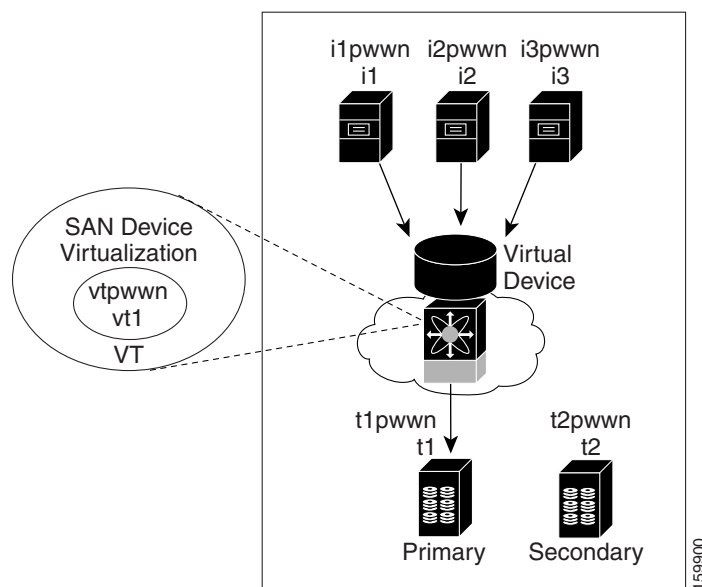 i1pwwn i2pwwn i3pwwn
i1 i2 i3
SAN Device
Virtualization
vtpwwn
vt1
VT
Virtual
Device
t1pwwn
t1
t2pwwn
t2
Primary
Secondary
159900